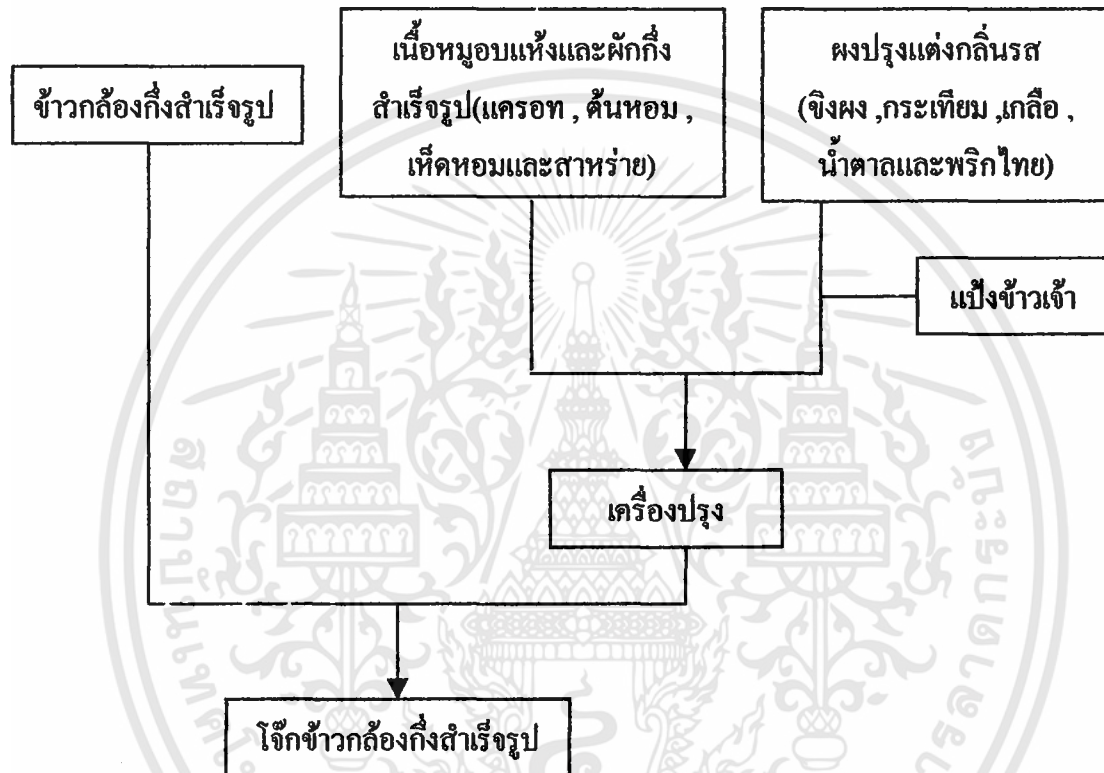 ข้าวกล้องกึ่งสำเร็จรูป
เนื้อหมูอบแห้งและผักกึ่ง
สำเร็จรูป(แครอท , ต้นหอม ,
เห็ดหอมและสาหร่าย)
ผงปรุงแต่งกลิ่นรส
(ขิงผง ,กระเทียม ,เกลือ ,
น้ำตาลและพริกไทย)
แป้งข้าวเจ้า
เครื่องปรุง
โจ๊กข้าวกล้องกึ่งสำเร็จรูป